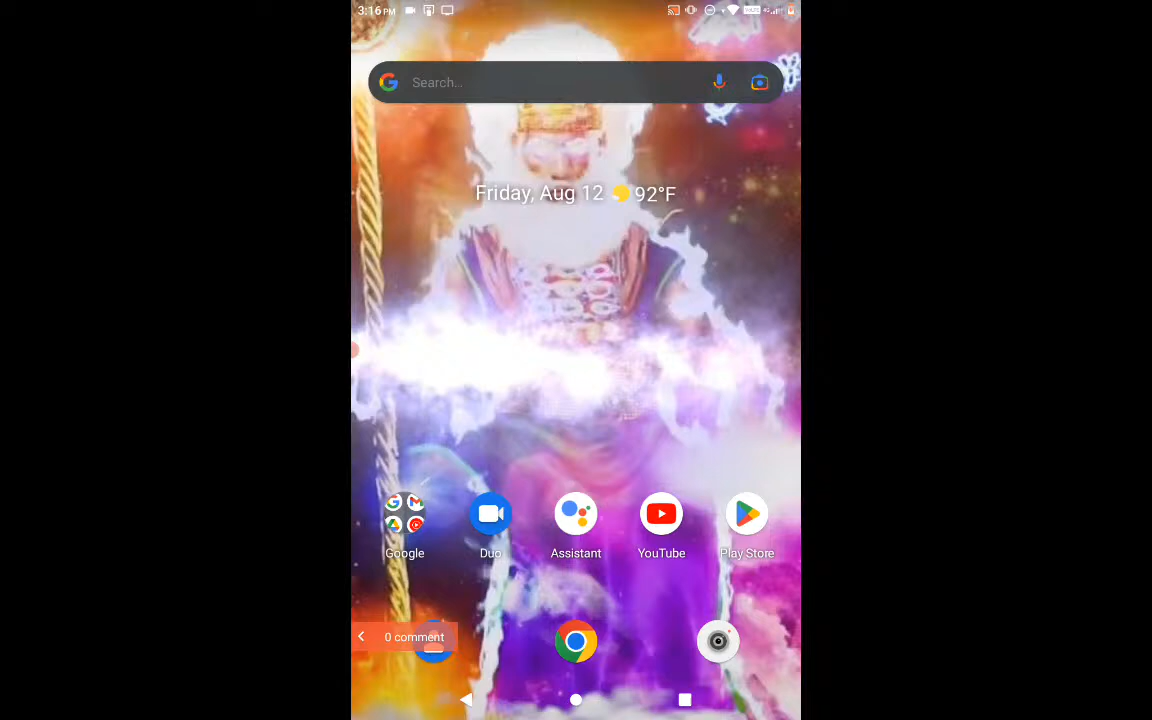 3:16 PM
Search...
Friday, Aug 12 92°F
Google Duo Assistant YouTube Play Store
0 comment